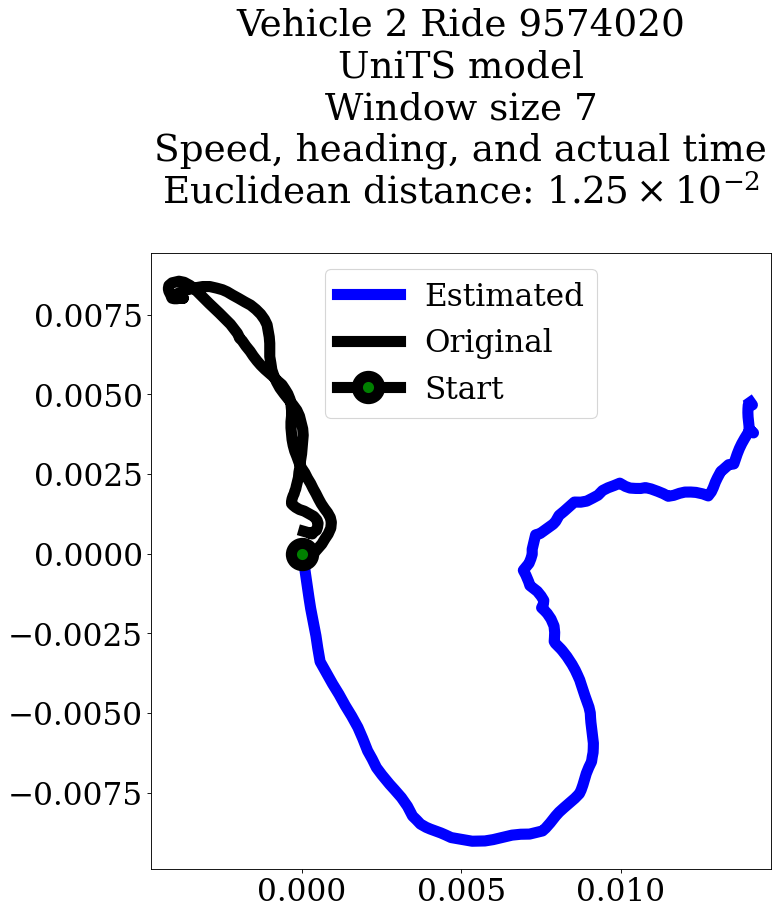 Vehicle 2 Ride 9574020
UniTS model
Window size 7
Speed, heading, and actual time
Euclidean distance: 1.25 × 10⁻²
Estimated
Original
Start
0.0075
0.0050
0.0025
0.0000
−0.0025
−0.0050
−0.0075
0.000 0.005 0.010